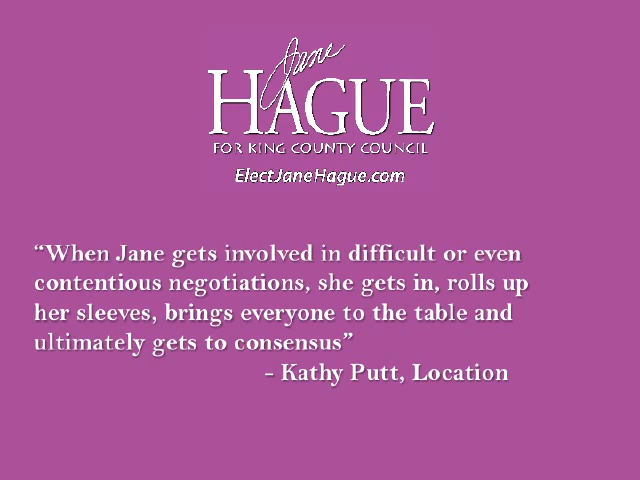 Jane
HAGUE
FOR KING COUNTY COUNCIL
ElectJaneHague.com
“When Jane gets involved in difficult or even
contentious negotiations, she gets in, rolls up
her sleeves, brings everyone to the table and
ultimately gets to consensus”
- Kathy Putt, Location